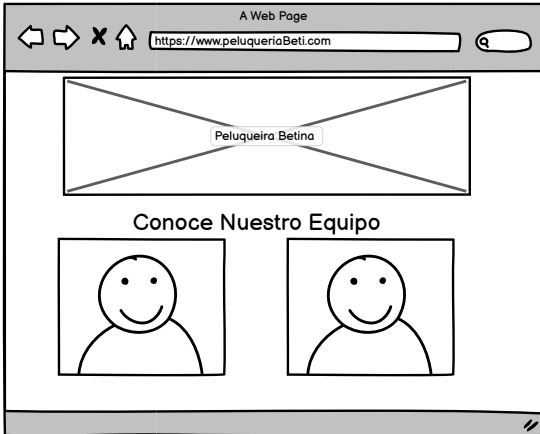 A Web Page
https://www.peluqueriaBeti.com
Peluqueira Betina
Conoce Nuestro Equipo